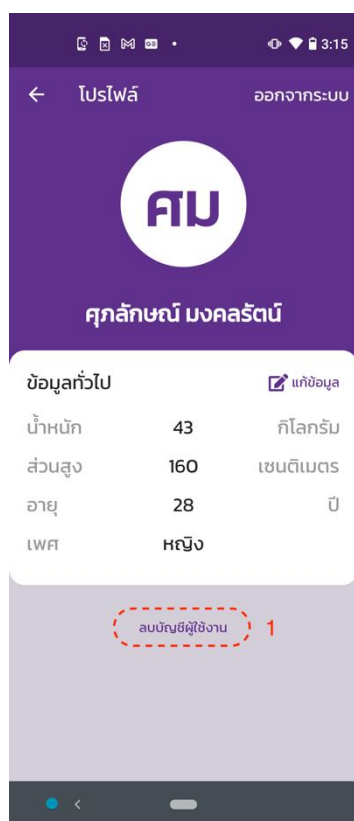 3:15
โปรไฟล์ ออกจากระบบ
ศม
ศุภลักษณ์ มงคลรัตน์
ข้อมูลทั่วไป แก้ข้อมูล
น้ำหนัก 43 กิโลกรัม
ส่วนสูง 160 เซนติเมตร
อายุ 28 ปี
เพศ หญิง
ลบบัญชีผู้ใช้งาน 1